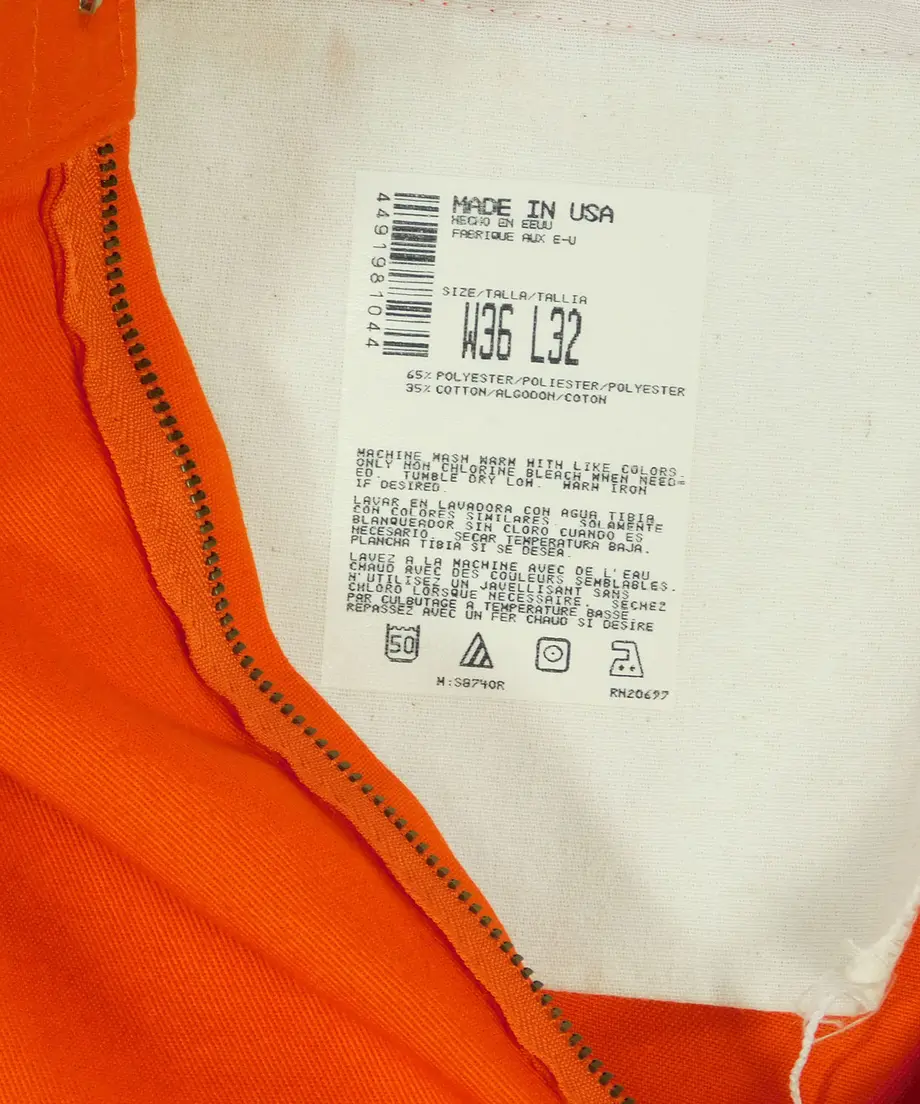 4491981044
MADE IN USA
HECHO EN EEUU
FABRIQUE AUX E-U
SIZE/TALLA/TALLIA
W36 L32
65% POLYESTER/POLIESTER/POLYESTER
35% COTTON/ALGODON/COTON
MACHINE WASH WARM WITH LIKE COLORS.
ONLY NON CHLORINE BLEACH WHEN NEED-
ED. TUMBLE DRY LOW. WARM IRON
IF DESIRED.
LAVAR EN LAVADORA CON AGUA TIBIA
CON COLORES SIMILARES. SOLAMENTE
BLANQUEADOR SIN CLORO CUANDO ES
NECESARIO. SECAR TEMPERATURA BAJA.
PLANCHA TIBIA SI SE DESEA.
LAVEZ A LA MACHINE AVEC DE L'EAU
CHAUD AVEC DES COULEURS SEMBLABLES.
N'UTILISEZ UN JAVELLISANT SANS
CHLORO LORSQUE NECESSAIRE. SECHEZ
PAR CULBUTAGE A TEMPERATURE BASSE.
REPASSEZ AVEC UN FER CHAUD SI DESIRE
50
M:S8740R
RN20697